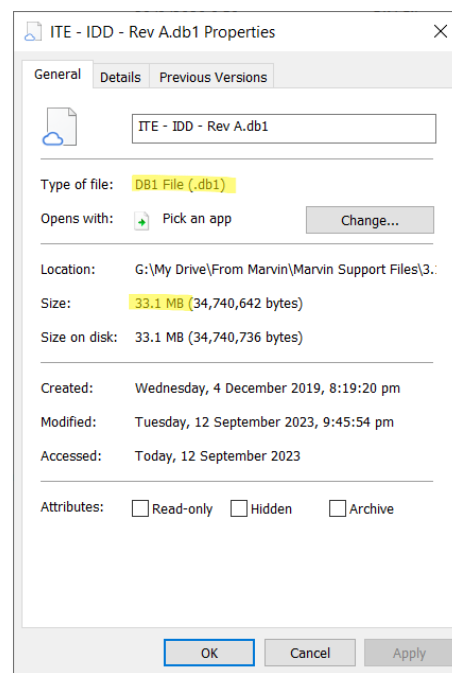 ITE - IDD - Rev A.db1 Properties
General Details Previous Versions
ITE - IDD - Rev A.db1
Type of file: DB1 File (.db1)
Opens with: Pick an app Change...
Location: G:\My Drive\From Marvin\Marvin Support Files\3.
Size: 33.1 MB (34,740,642 bytes)
Size on disk: 33.1 MB (34,740,736 bytes)
Created: Wednesday, 4 December 2019, 8:19:20 pm
Modified: Tuesday, 12 September 2023, 9:45:54 pm
Accessed: Today, 12 September 2023
Attributes: Read-only Hidden Archive
OK Cancel Apply